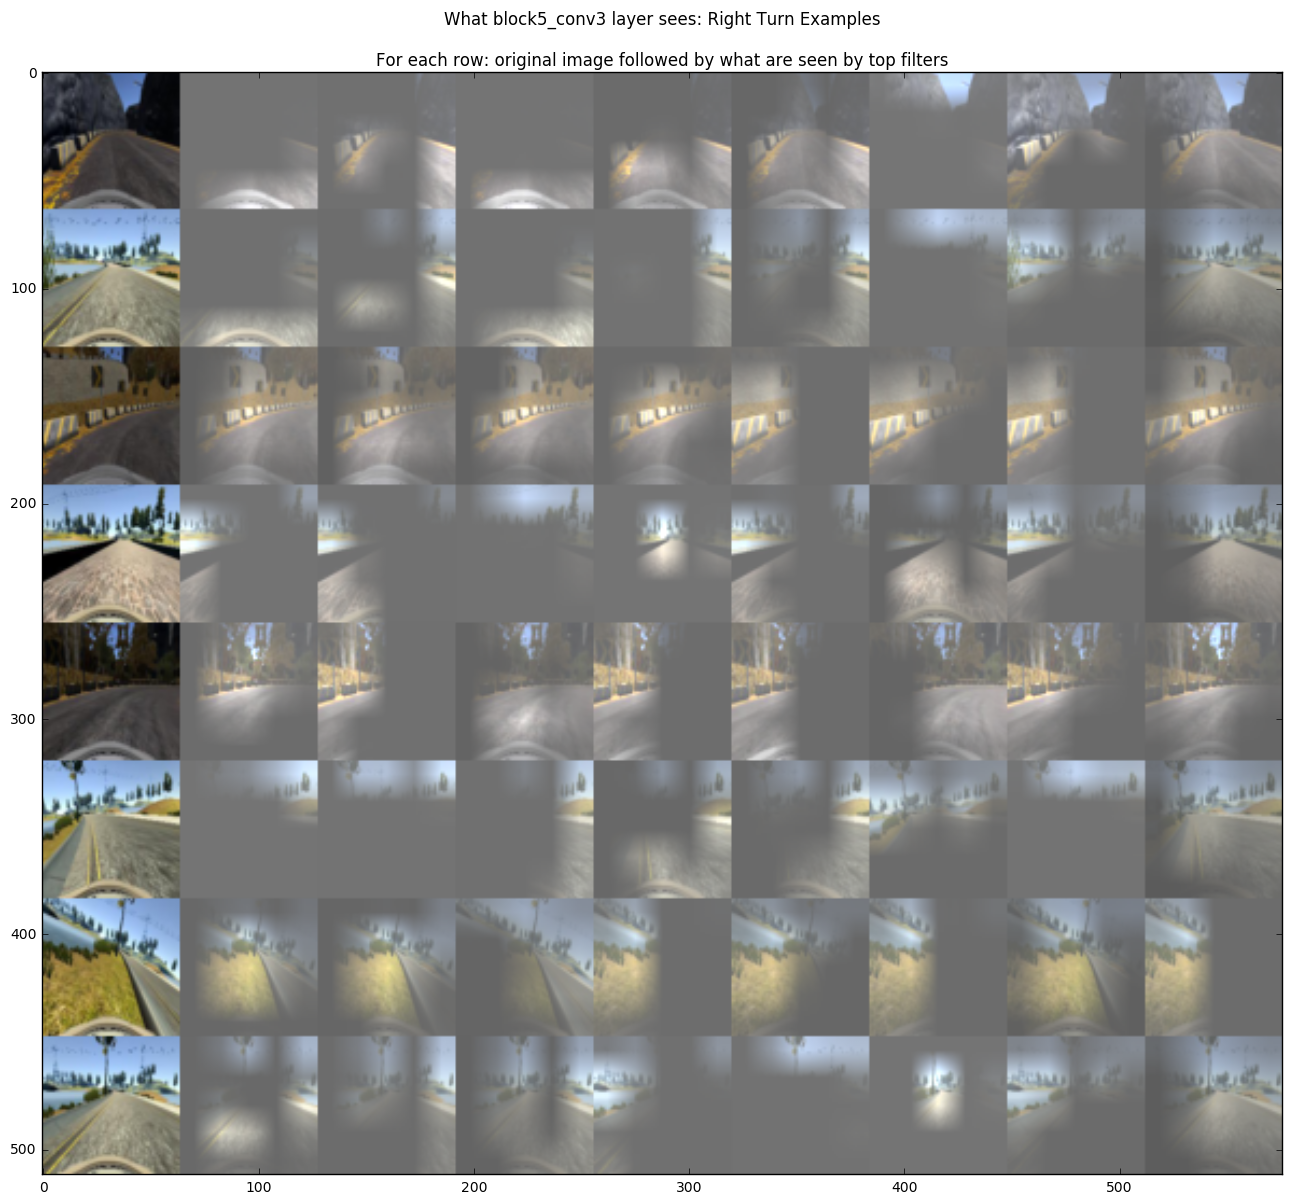 What block5_conv3 layer sees: Right Turn Examples
For each row: original image followed by what are seen by top filters
0
100
200
300
400
500
0 100 200 300 400 500